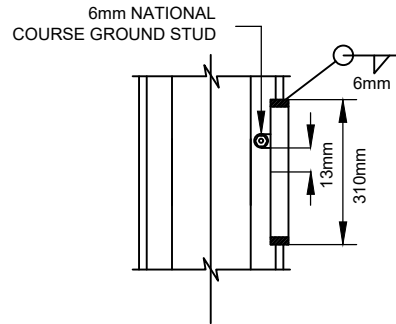 6mm NATIONAL
COURSE GROUND STUD
6mm
13mm
310mm